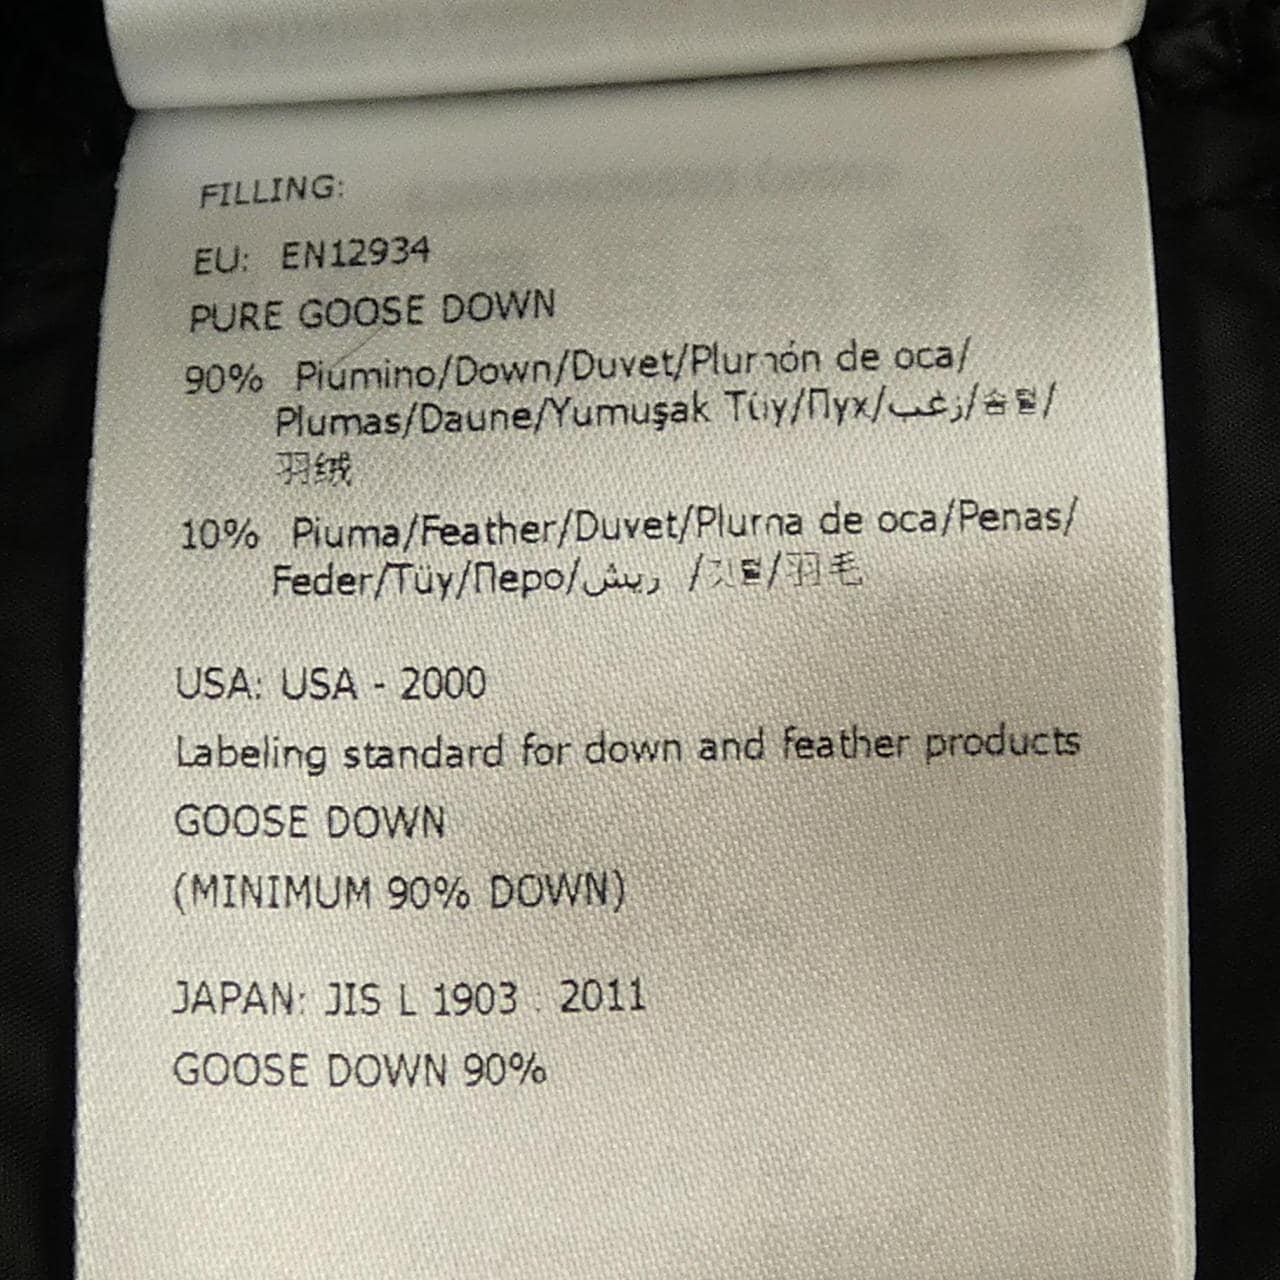 FILLING:
EU: EN12934
PURE GOOSE DOWN
90% Piumino/Down/Duvet/Plumón de oca/
Plumas/Daune/Yumuşak Tüy/Пух/زغب/솜털/
羽绒
10% Piuma/Feather/Duvet/Pluma de oca/Penas/
Feder/Tüy/Перо/ريش /깃털/羽毛
USA: USA - 2000
Labeling standard for down and feather products
GOOSE DOWN
(MINIMUM 90% DOWN)
JAPAN: JIS L 1903 : 2011
GOOSE DOWN 90%